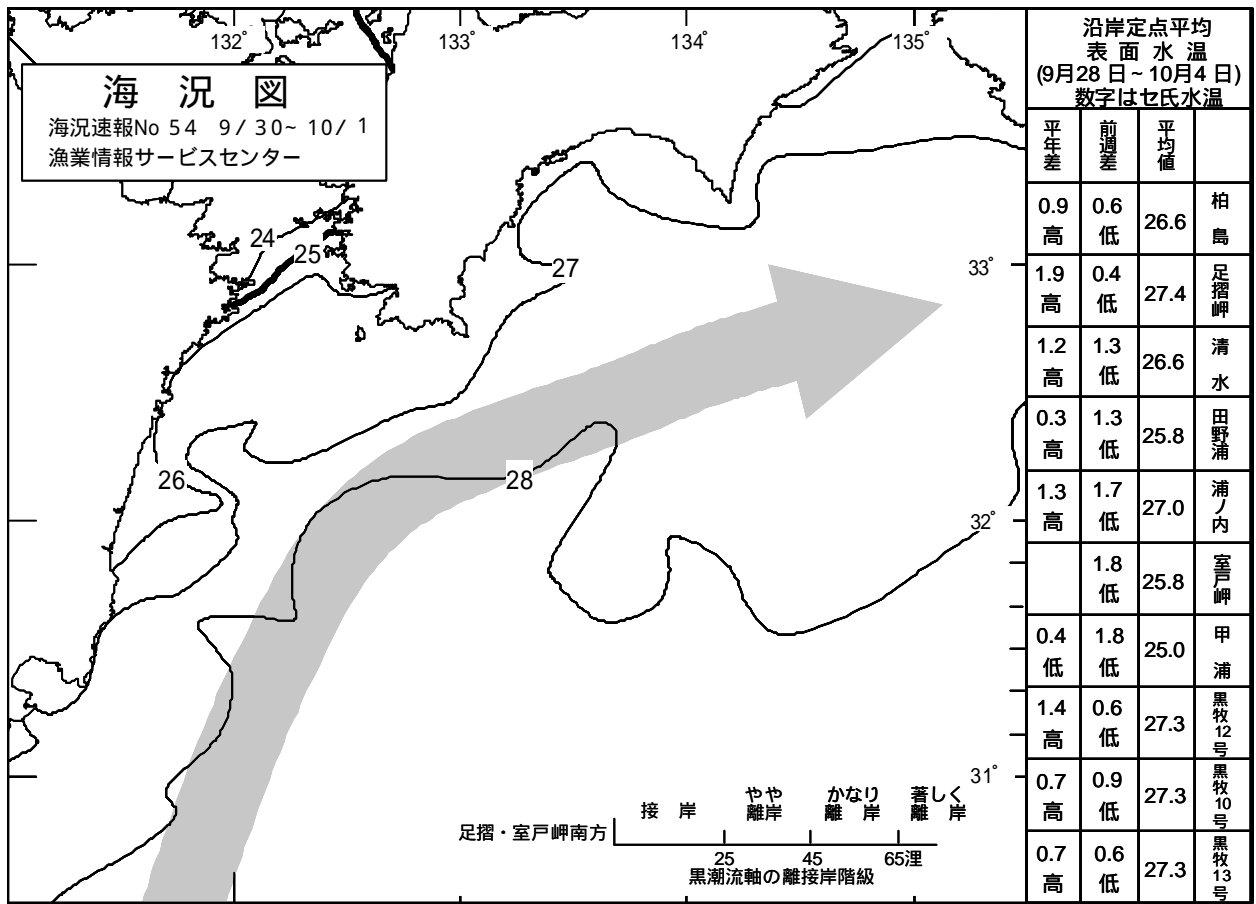 132°
133°
134°
135°
海 況 図
海況速報No 54 9/30~ 10/ 1
漁業情報サービスセンター
24
25
27
33°
26
28
32°
31°
接 岸
やや
離岸
かなり
離 岸
著しく
離 岸
足摺・室戸岬南方
25
45
65浬
黒潮流軸の離接岸階級
沿岸定点平均
表 面 水 温
(9月28 日~10月4 日)
数字はセ氏水温
平年差 前週差 平均値
0.9高 0.6低 26.6 柏島
1.9高 0.4低 27.4 足摺岬
1.2高 1.3低 26.6 清水
0.3高 1.3低 25.8 田野浦
1.3高 1.7低 27.0 浦ノ内
1.8低 25.8 室戸岬
0.4低 1.8低 25.0 甲浦
1.4高 0.6低 27.3 黒牧12号
0.7高 0.9低 27.3 黒牧10号
0.7高 0.6低 27.3 黒牧13号